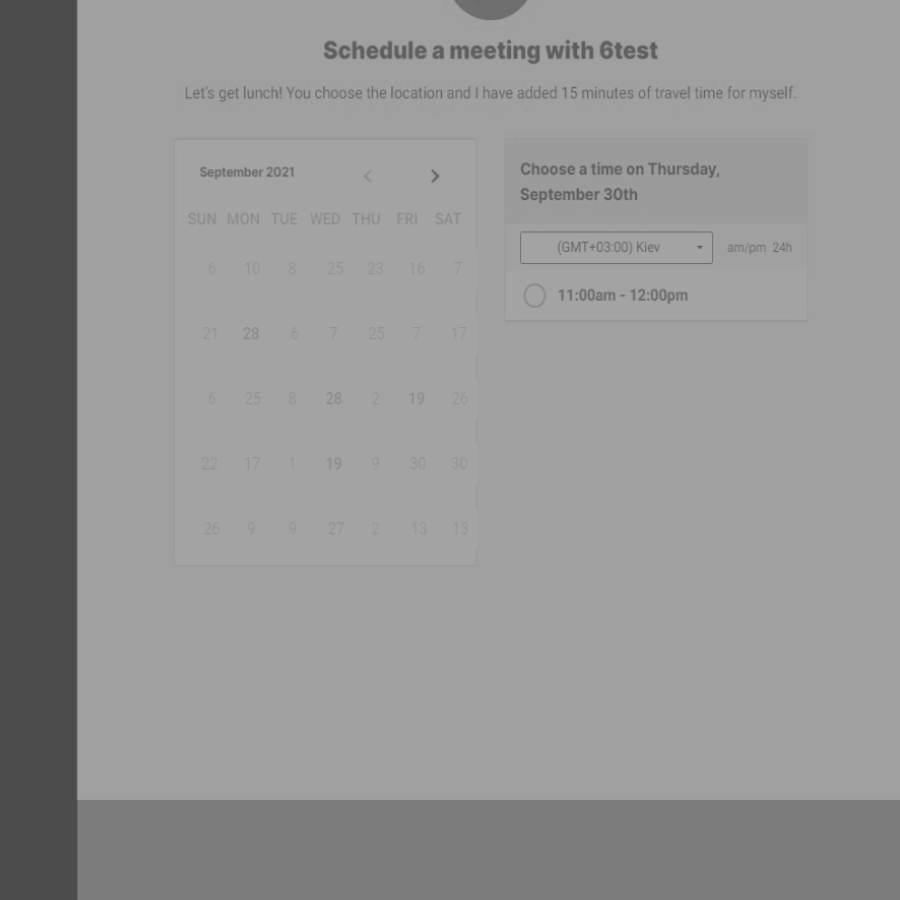 Schedule a meeting with 6test
Let's get lunch! You choose the location and I have added 15 minutes of travel time for myself.
September 2021
SUN MON TUE WED THU FRI SAT
6 10 8 25 23 16 7
21 28 6 7 25 7 17
6 25 8 28 2 19 26
22 17 1 19 9 30 30
26 9 9 27 2 13 13
Choose a time on Thursday,
September 30th
(GMT+03:00) Kiev am/pm 24h
11:00am - 12:00pm